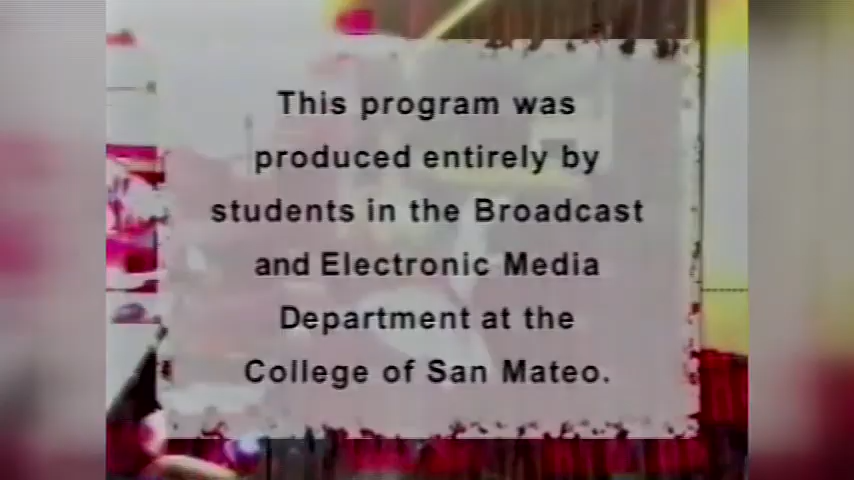 This program was
produced entirely by
students in the Broadcast
and Electronic Media
Department at the
College of San Mateo.